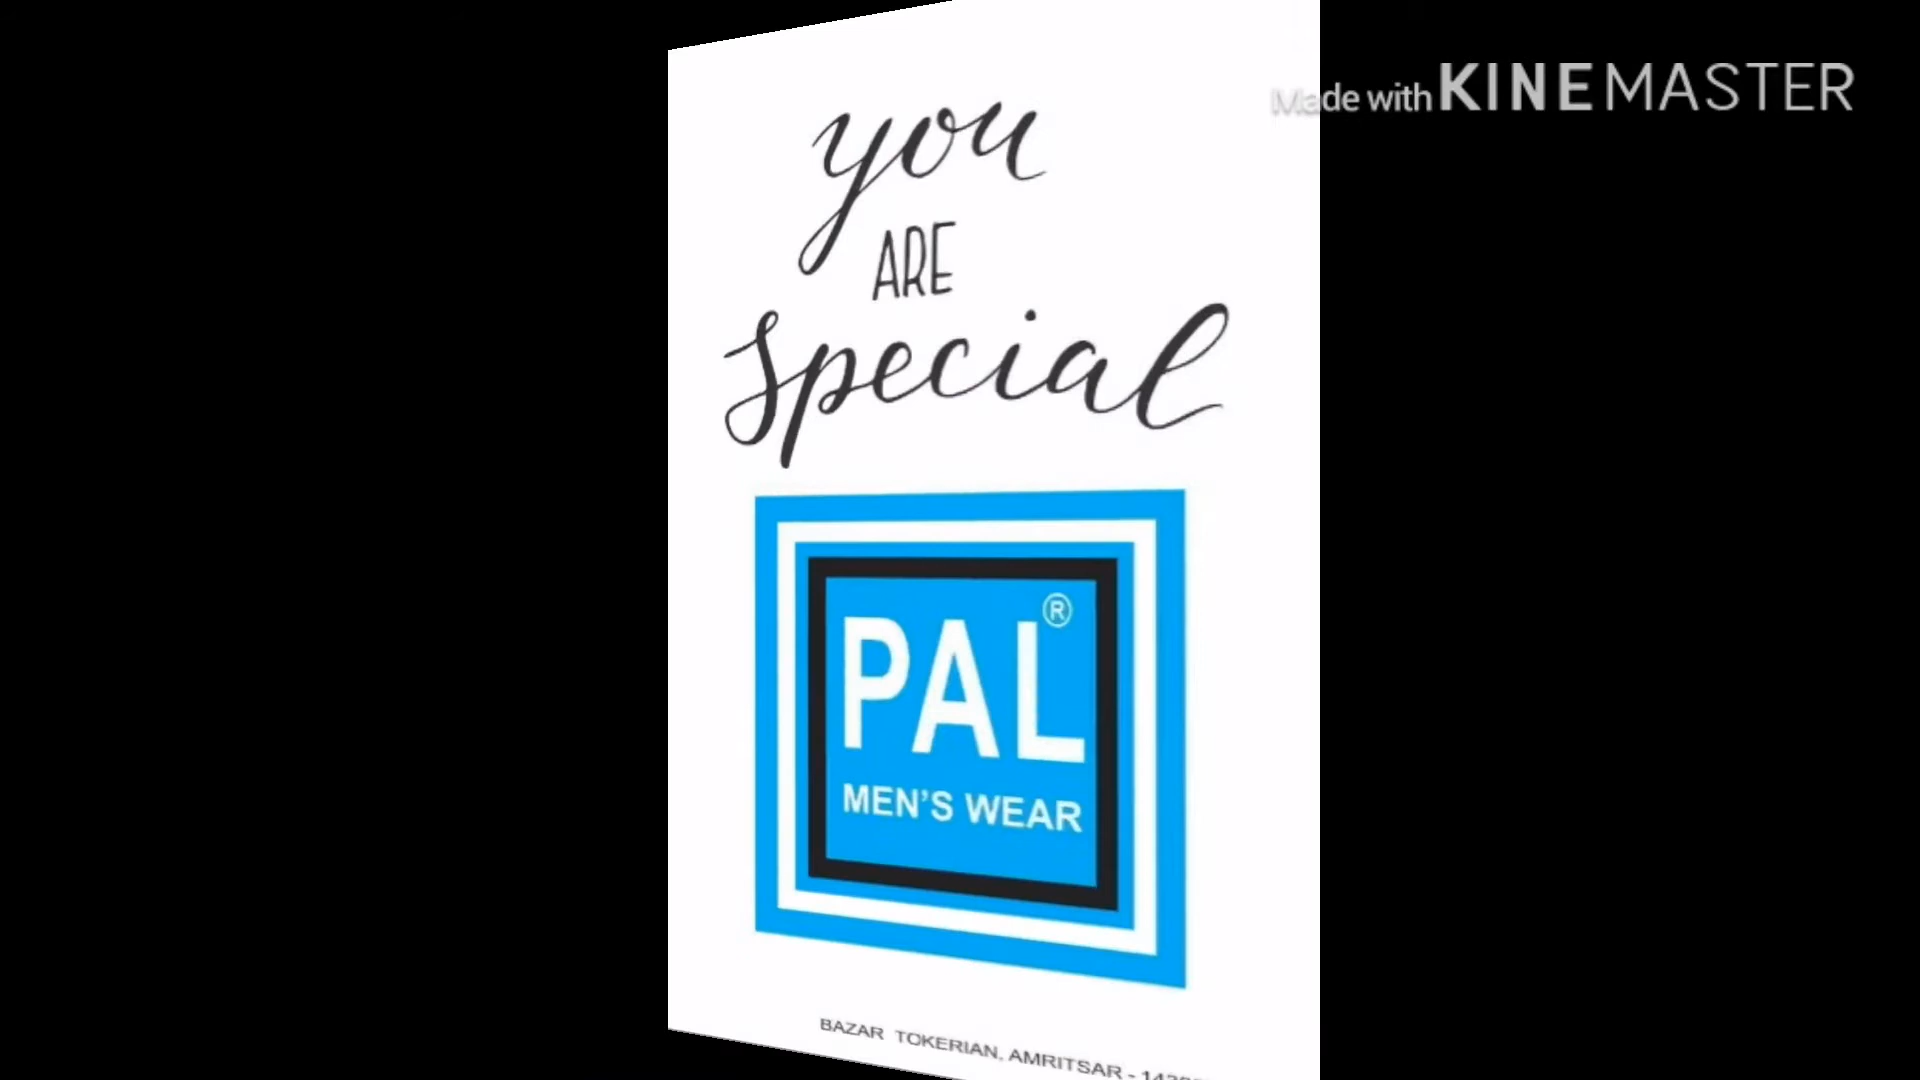 Made with KINEMASTER
you
ARE
special
PAL®
MEN'S WEAR
BAZAR TOKERIAN, AMRITSAR -